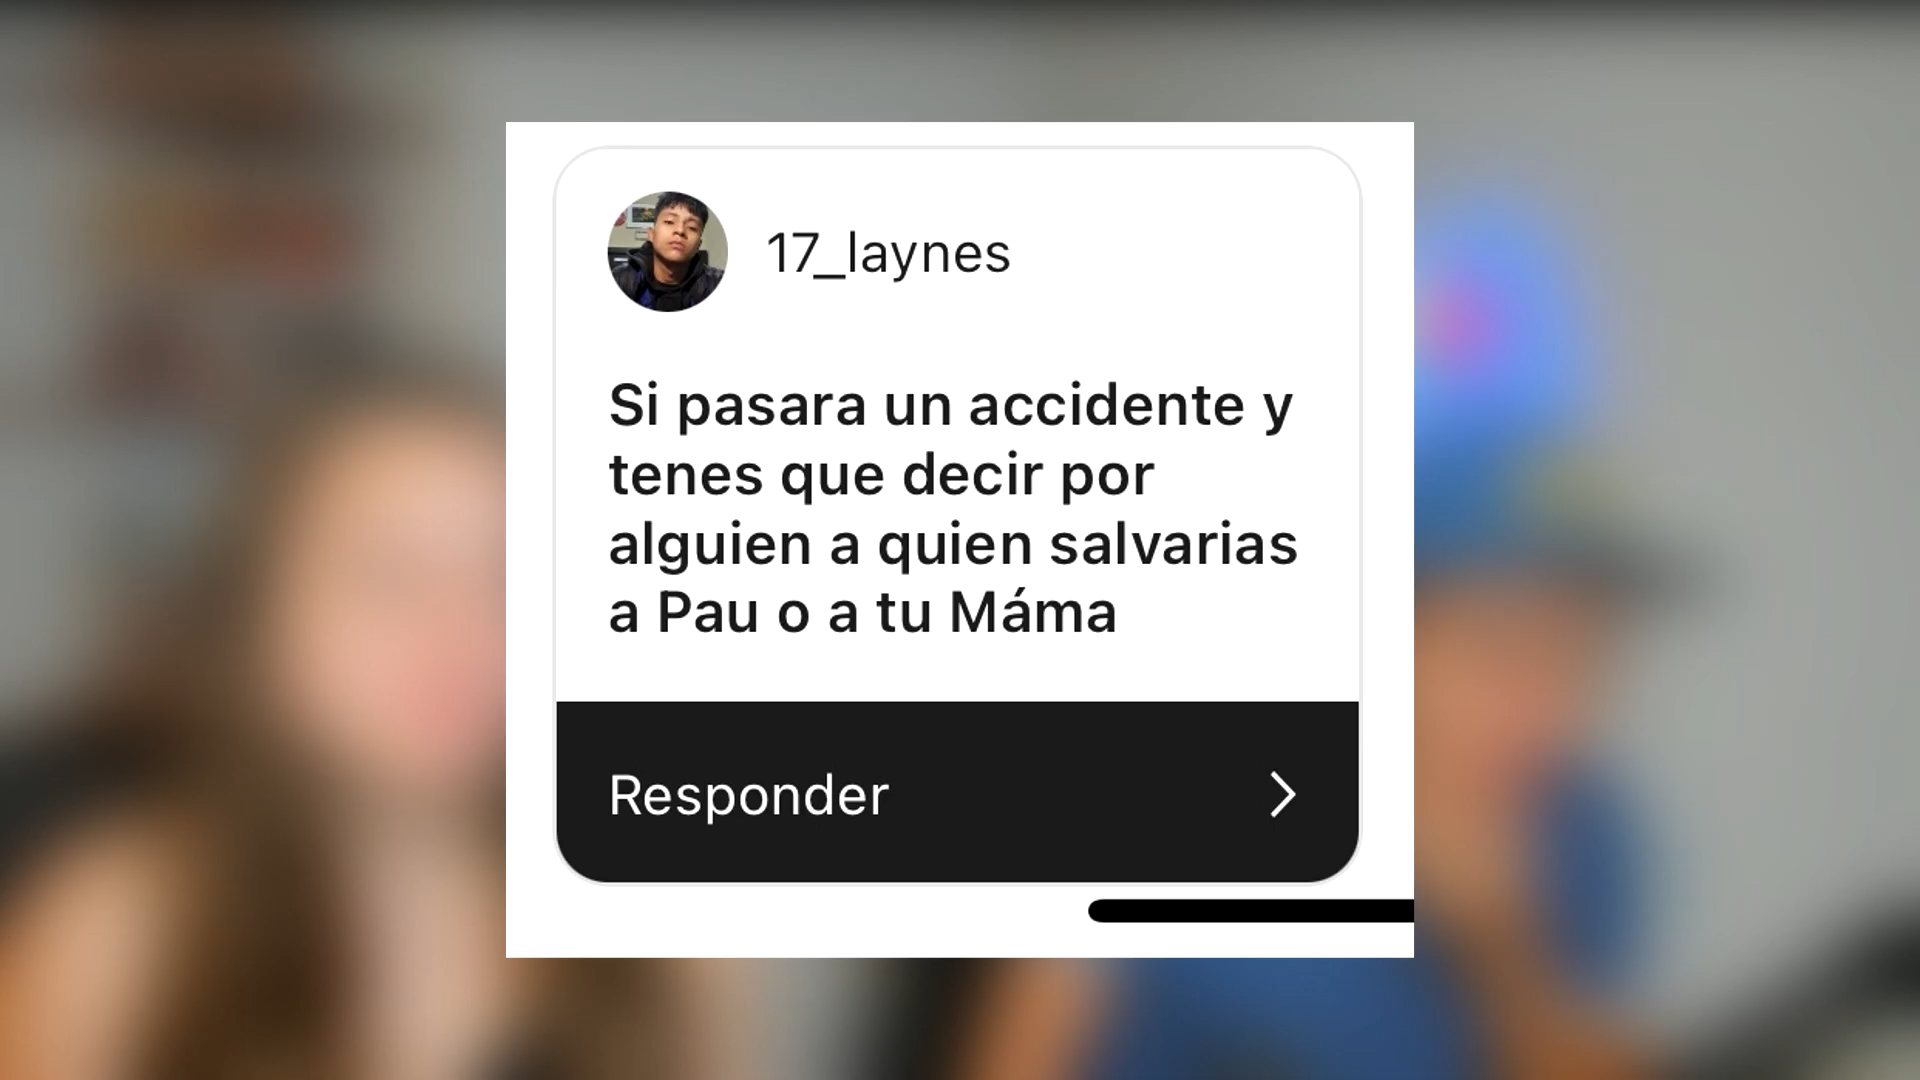 17_laynes
Si pasara un accidente y
tenes que decir por
alguien a quien salvarias
a Pau o a tu Máma
Responder